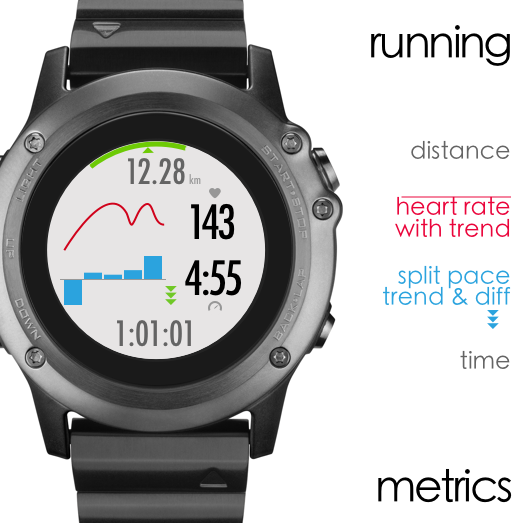 running
LIGHT
START•STOP
12.28 km
distance
143
heart rate
with trend
UP
4:55
split pace
trend & diff
DOWN
BACK•LAP
1:01:01
time
metrics